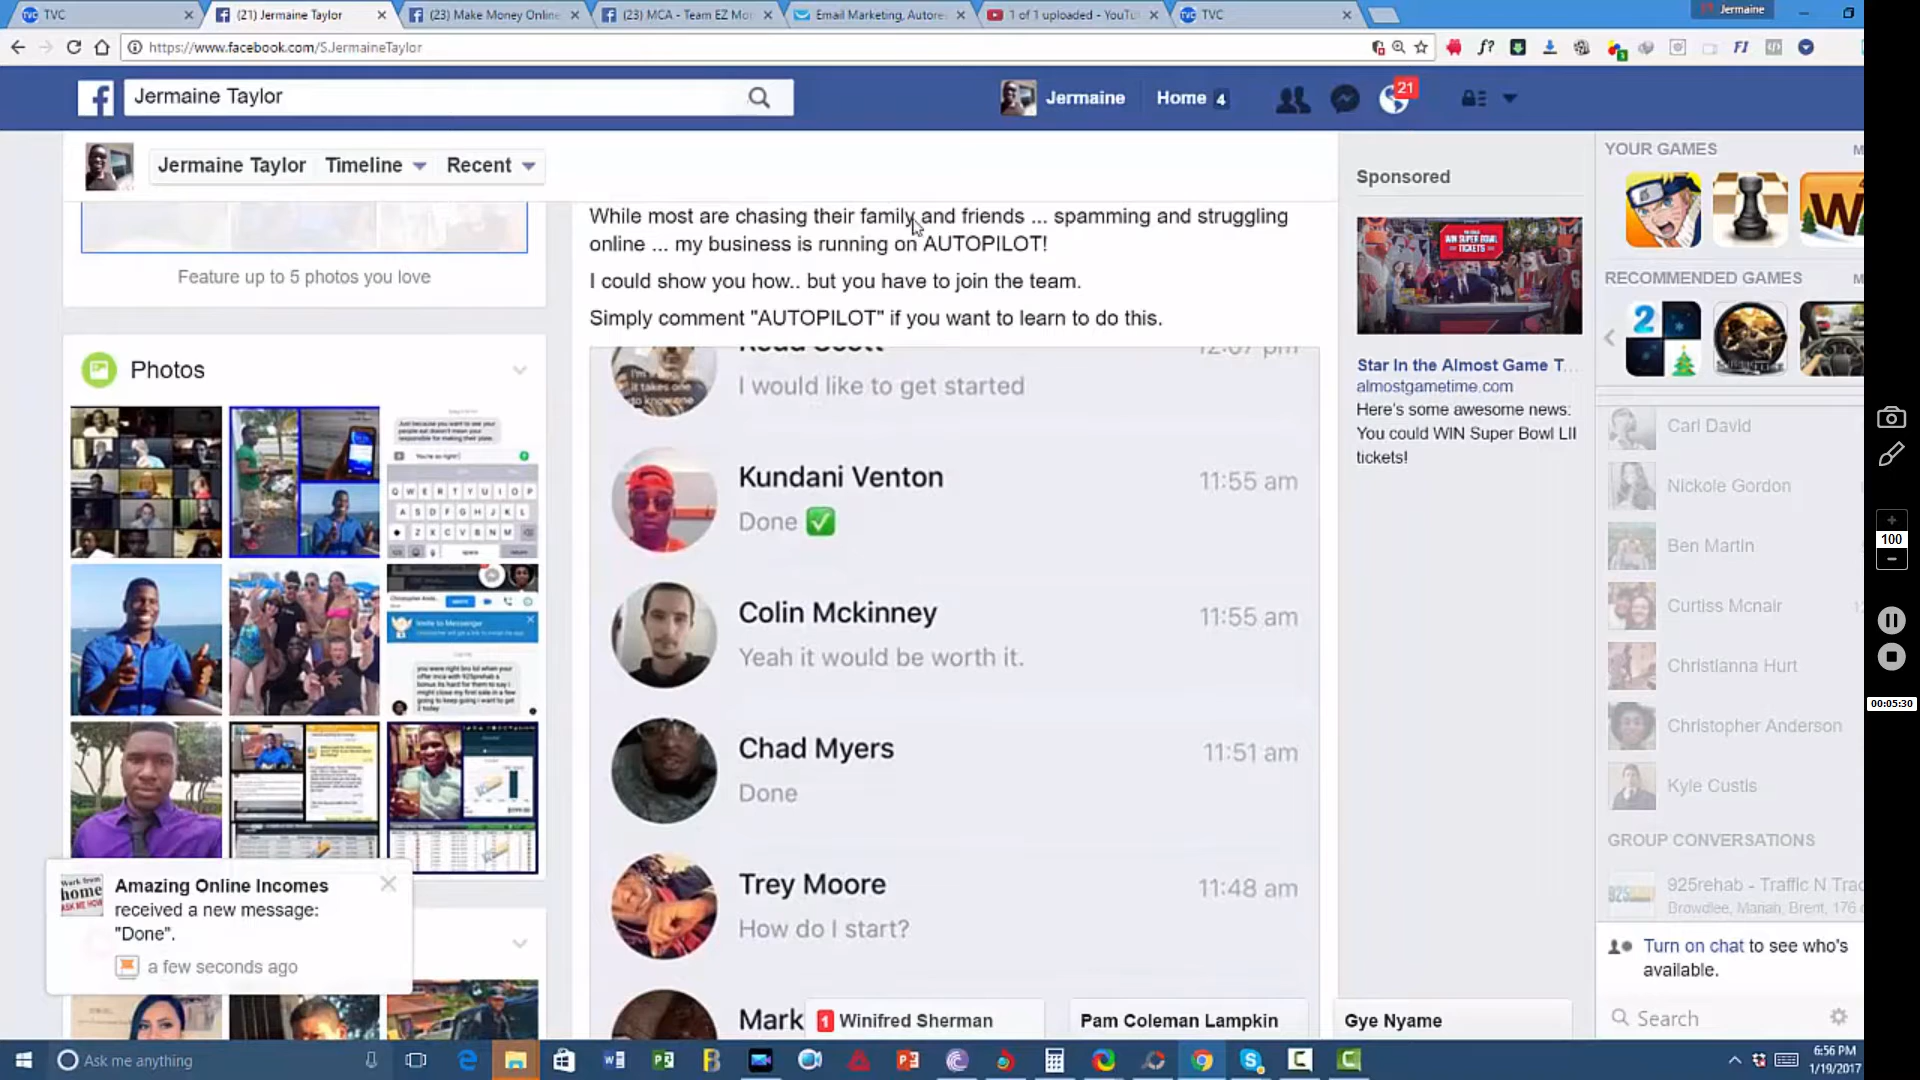 TVC
(21) Jermaine Taylor
(23) Make Money Online
(23) MCA - Team EZ Mo
Email Marketing, Autore
1 of 1 uploaded - YouTu
TVC
Jermaine
https://www.facebook.com/SJermaineTaylor
Jermaine Taylor
Jermaine
Home 4
21
Jermaine Taylor
Timeline
Recent
Feature up to 5 photos you love
Photos
While most are chasing their family and friends ... spamming and struggling
online ... my business is running on AUTOPILOT!
I could show you how.. but you have to join the team.
Simply comment "AUTOPILOT" if you want to learn to do this.
I would like to get started
Kundani Venton
11:55 am
Done
Colin Mckinney
11:55 am
Yeah it would be worth it.
Chad Myers
11:51 am
Done
Trey Moore
11:48 am
How do I start?
Mark
Sponsored
WIN SUPER BOWL
TICKETS!
Star In the Almost Game T...
almostgametime.com
Here's some awesome news:
You could WIN Super Bowl LII
tickets!
YOUR GAMES
M
RECOMMENDED GAMES
M
2
Carl David
Nickole Gordon
Ben Martin
Curtiss Mcnair
Christianna Hurt
Christopher Anderson
Kyle Custis
GROUP CONVERSATIONS
925rehab - Traffic N Trac
Browdlee, Manah, Brent, 176 o
Turn on chat to see who's
available.
Search
Work from
home
ASK ME HOW
Amazing Online Incomes
received a new message:
"Done".
a few seconds ago
1 Winifred Sherman
Pam Coleman Lampkin
Gye Nyame
100
00:05:30
Ask me anything
6:56 PM
1/19/2017